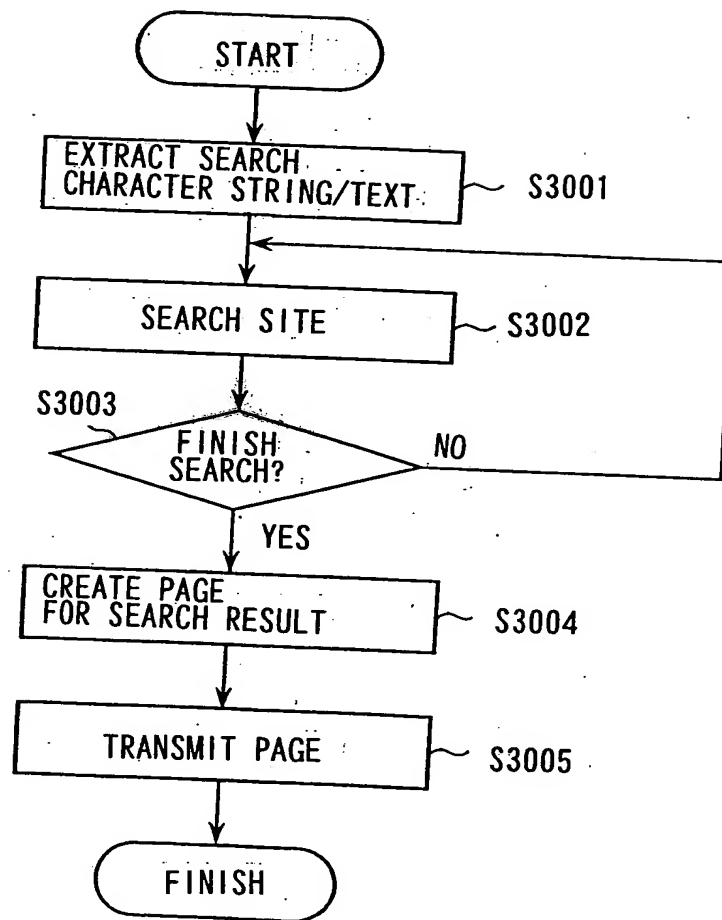 START
EXTRACT SEARCH
CHARACTER STRING/TEXT
S3001
SEARCH SITE
S3002
S3003
FINISH
SEARCH?
NO
YES
CREATE PAGE
FOR SEARCH RESULT
S3004
TRANSMIT PAGE
S3005
FINISH